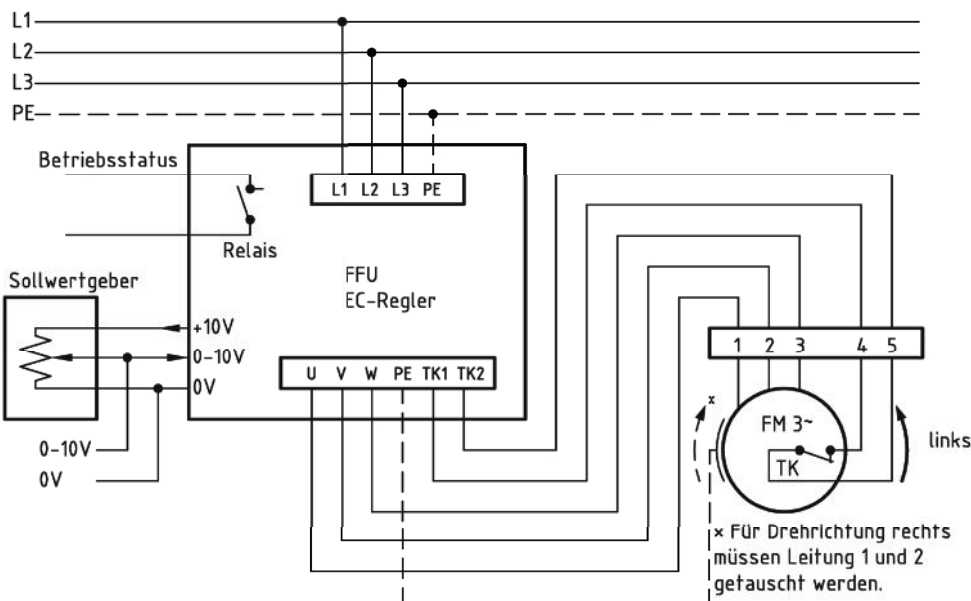 L1
L2
L3
PE
Betriebsstatus
L1 L2 L3 PE
Relais
FFU
EC-Regler
Sollwertgeber
+10V
0-10V
0V
U V W PE TK1 TK2
0-10V
0V
1 2 3 4 5
x
FM 3~
TK
links
x Für Drehrichtung rechts
müssen Leitung 1 und 2
getauscht werden.